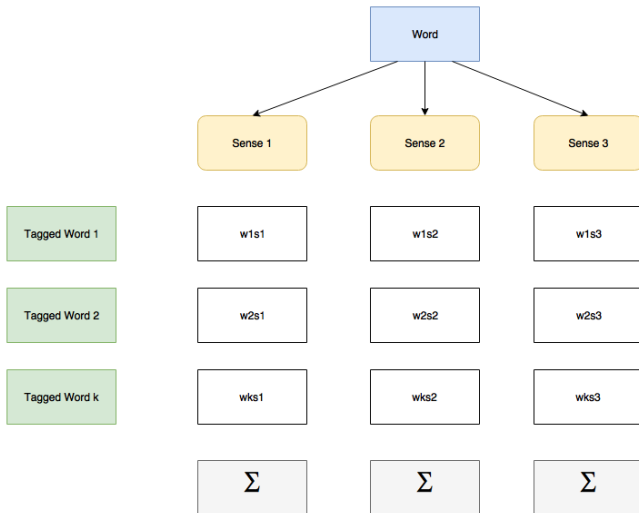 Word
Sense 1
Sense 2
Sense 3
Tagged Word 1
w1s1
w1s2
w1s3
Tagged Word 2
w2s1
w2s2
w2s3
Tagged Word k
wks1
wks2
wks3
Σ
Σ
Σ